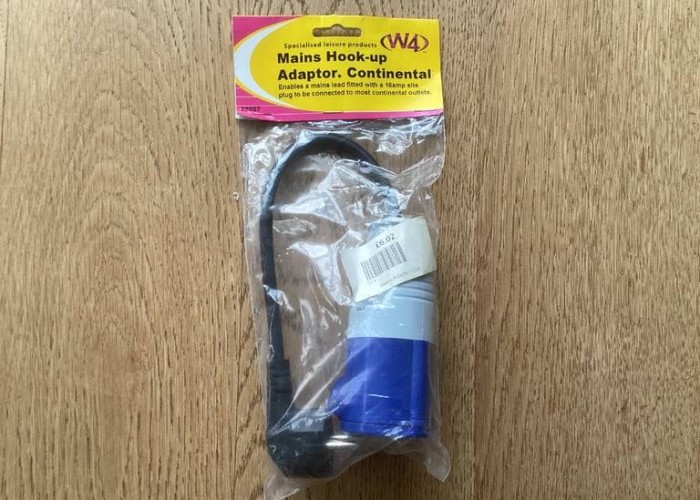 Specialised leisure products
W4
Mains Hook-up
Adaptor. Continental
Enables a mains lead fitted with a 16amp site
plug to be connected to most continental outlets.
£6.02